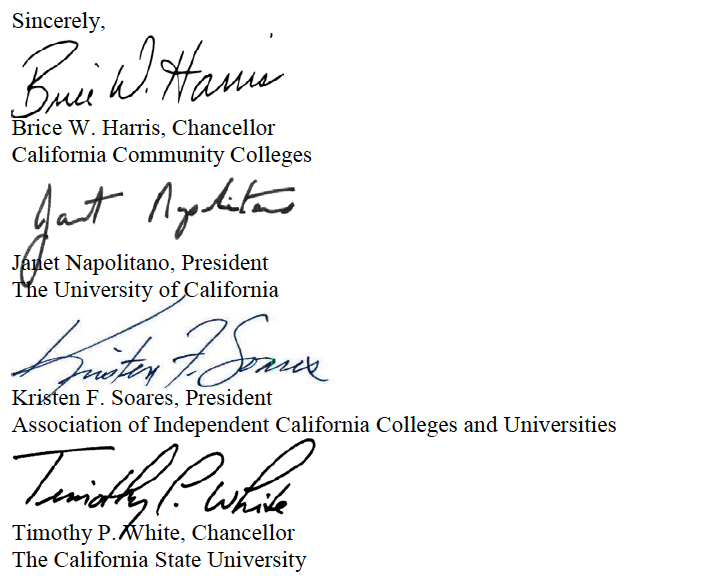 Sincerely,
Brice W. Harris
Brice W. Harris, Chancellor
California Community Colleges
Janet Napolitano
Janet Napolitano, President
The University of California
Kristen F. Soares
Kristen F. Soares, President
Association of Independent California Colleges and Universities
Timothy P. White
Timothy P. White, Chancellor
The California State University